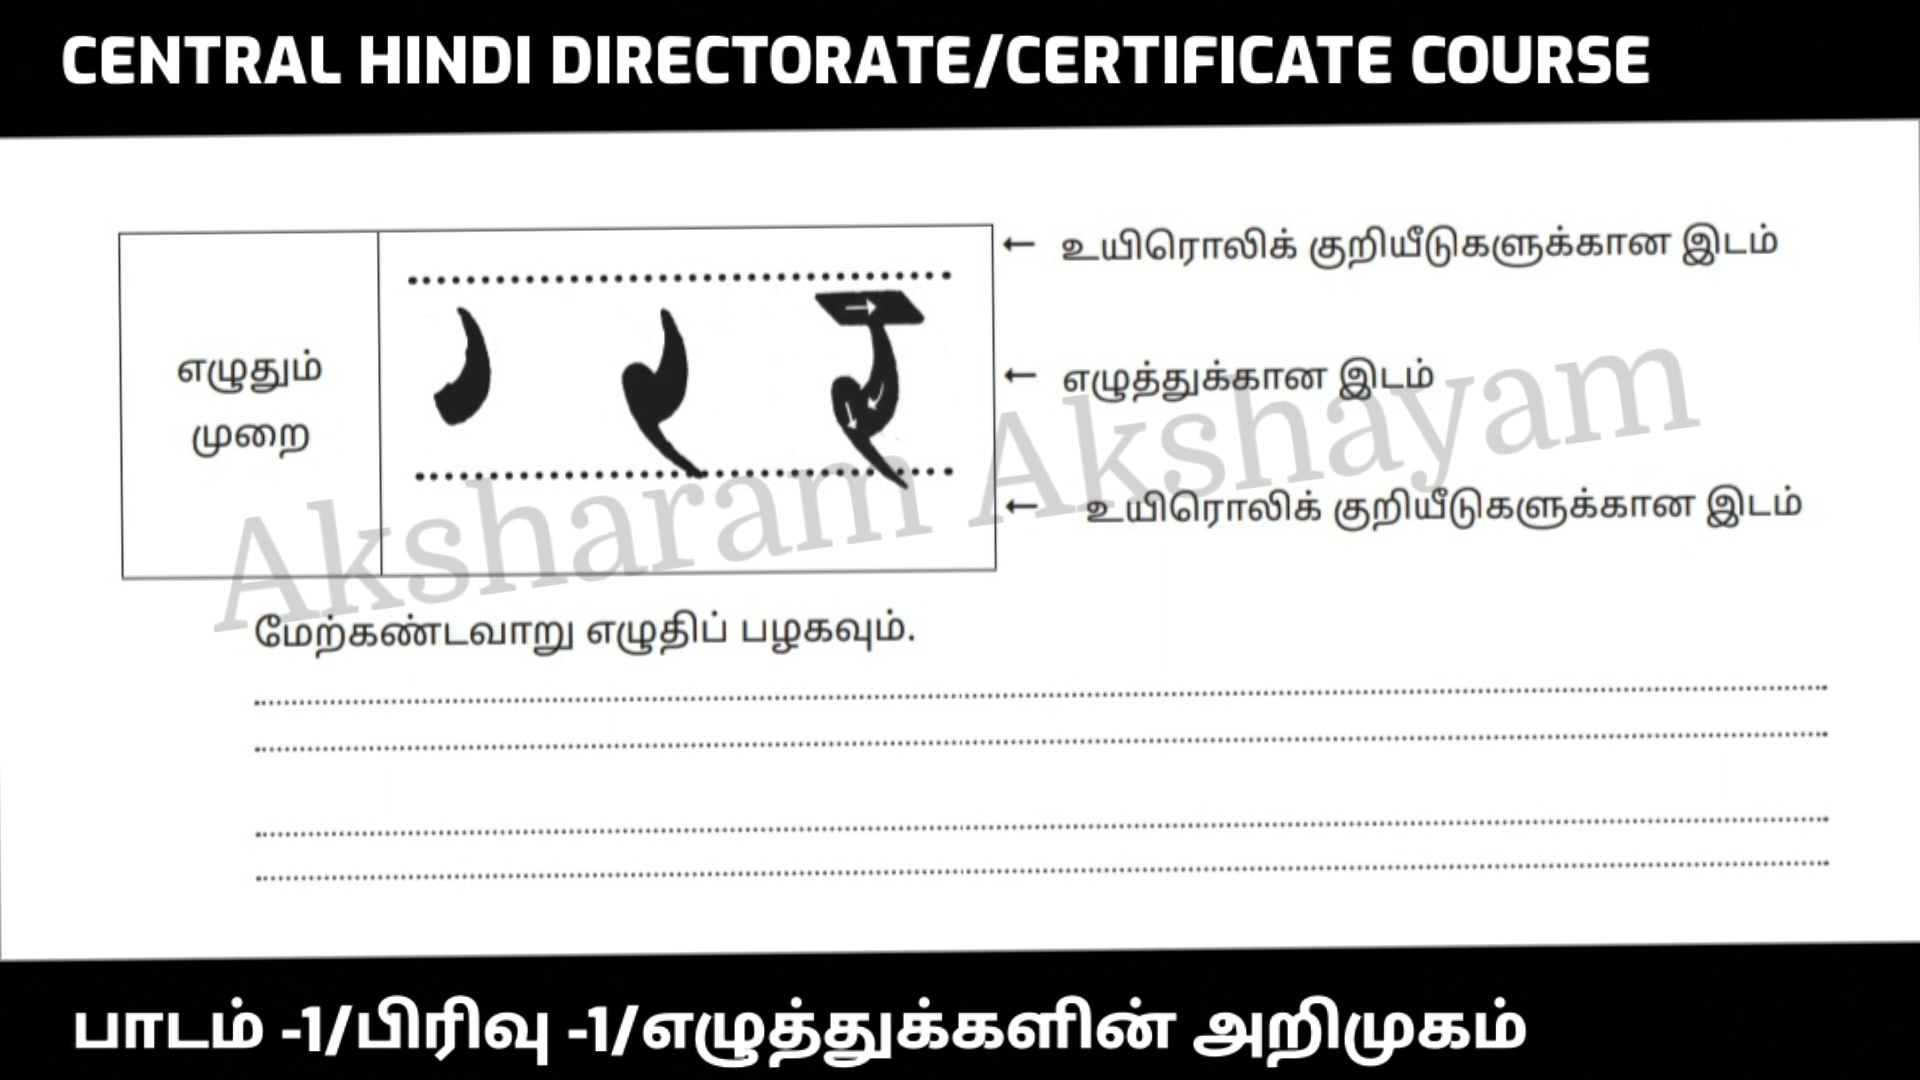 CENTRAL HINDI DIRECTORATE/CERTIFICATE COURSE
← உயிரொலிக் குறியீடுகளுக்கான இடம்
எழுதும்
முறை
र
← எழுத்துக்கான இடம்
← உயிரொலிக் குறியீடுகளுக்கான இடம்
Aksharam Akshayam
மேற்கண்டவாறு எழுதிப் பழகவும்.
பாடம் -1/பிரிவு -1/எழுத்துக்களின் அறிமுகம்